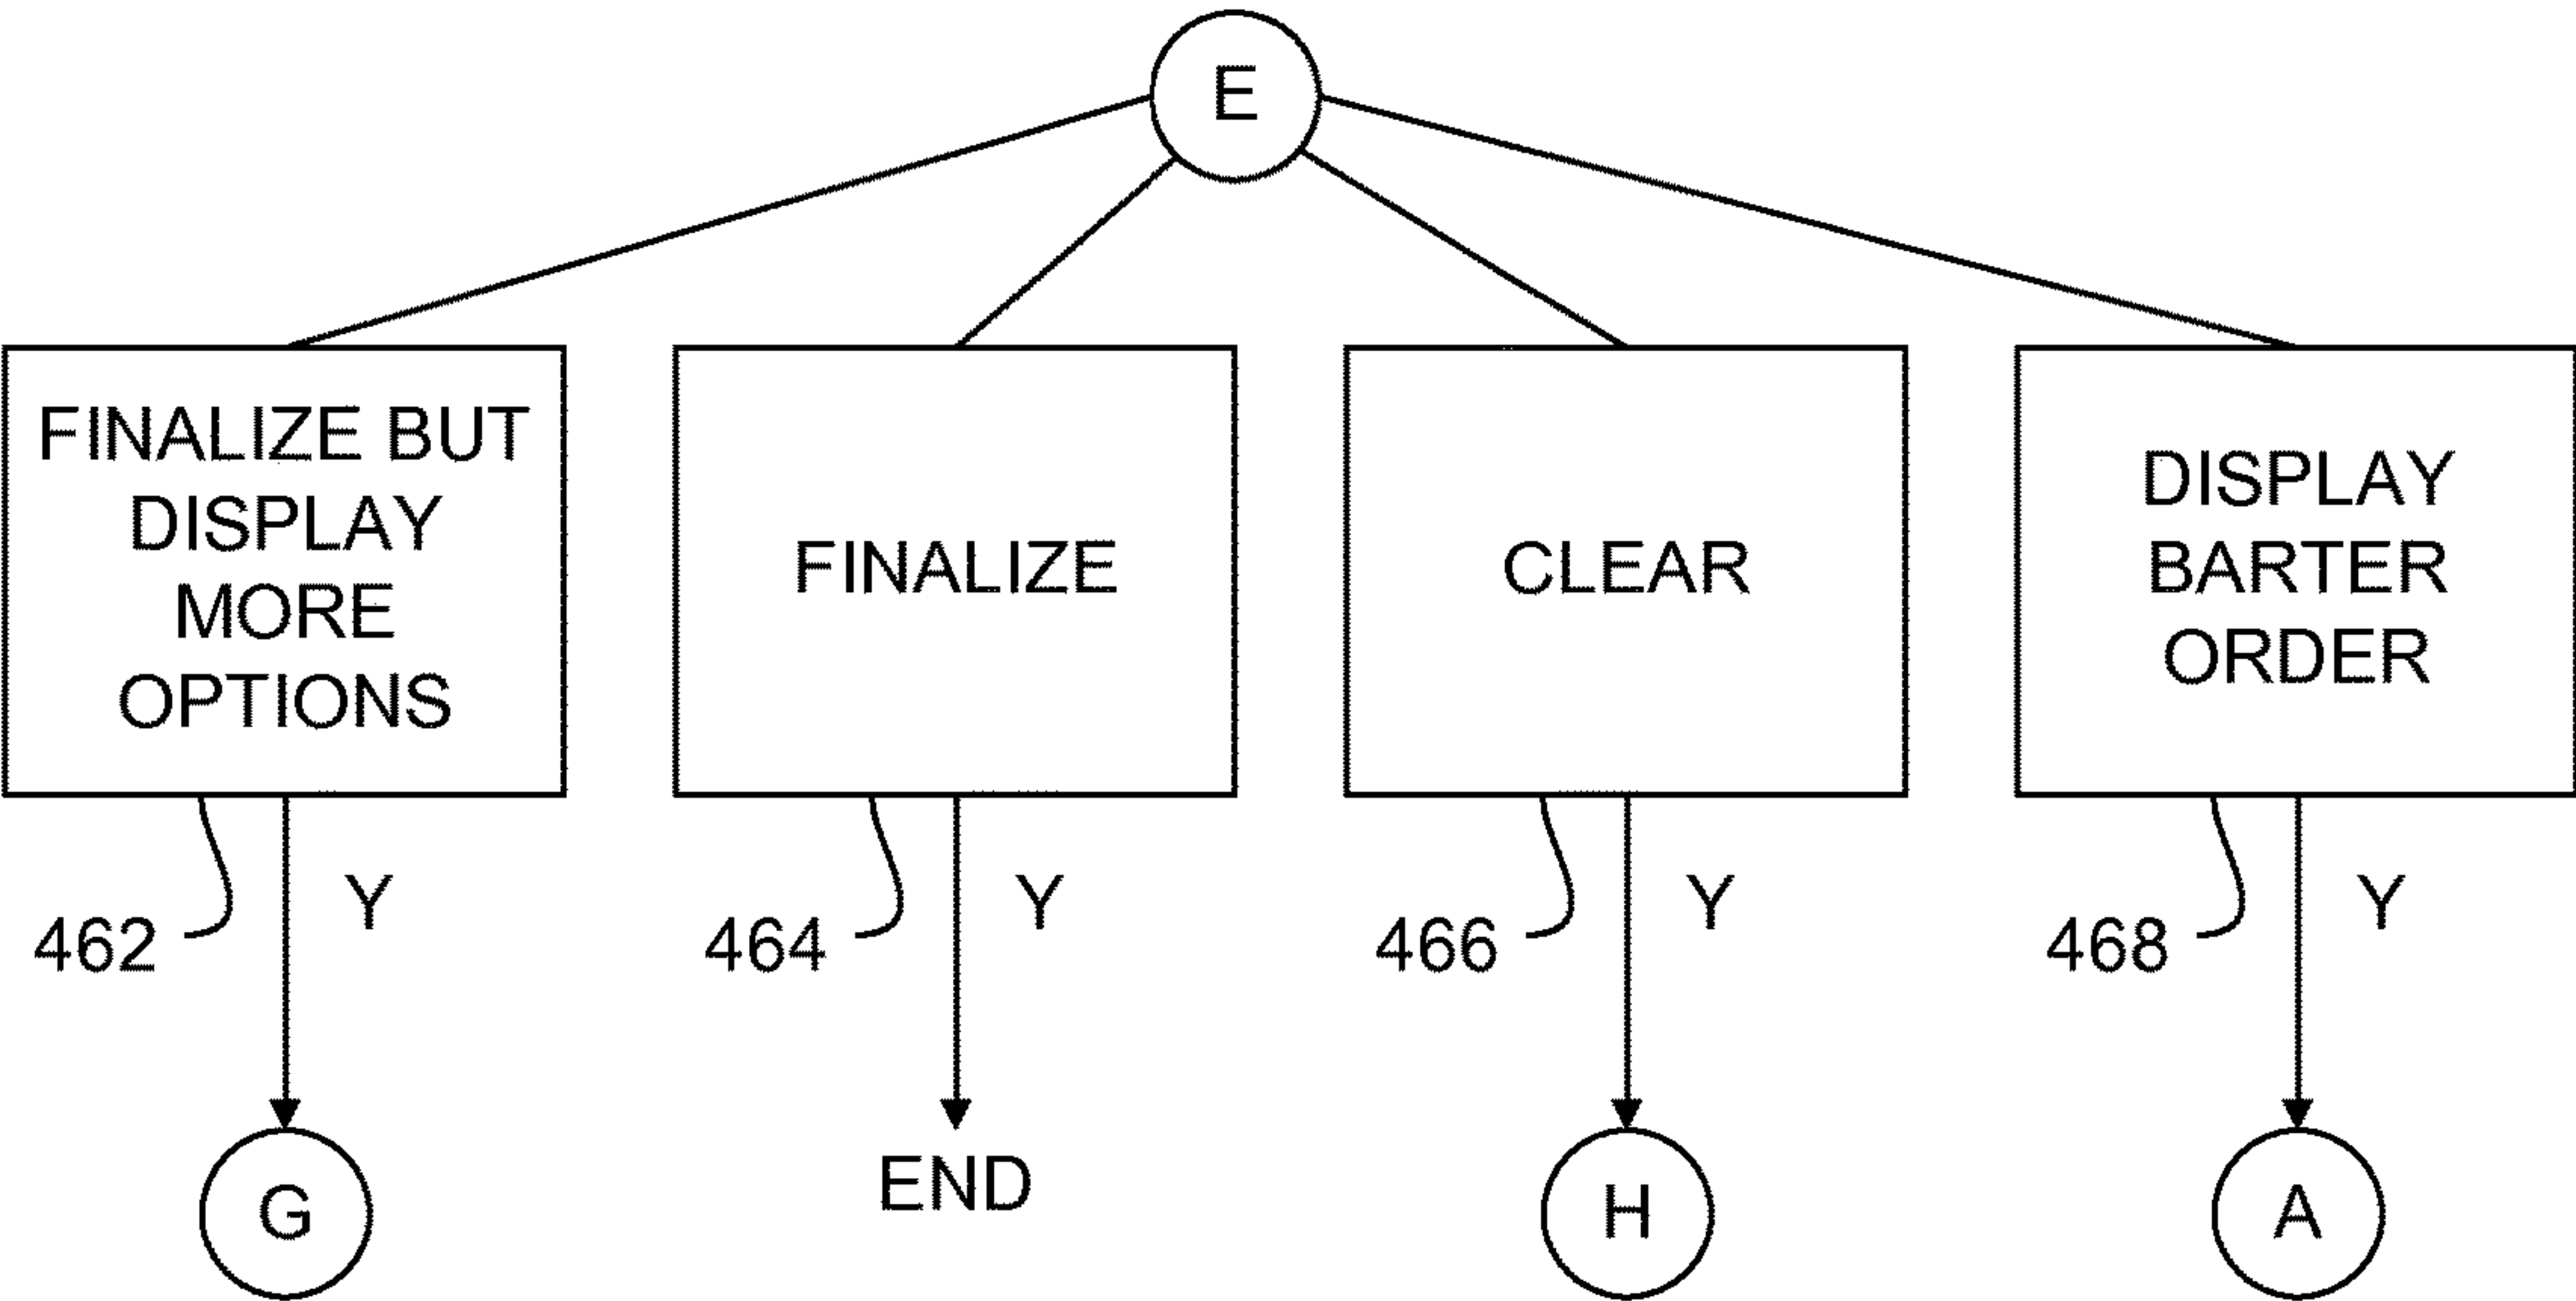 E
FINALIZE BUT
DISPLAY
MORE
OPTIONS
FINALIZE
CLEAR
DISPLAY
BARTER
ORDER
462
Y
464
Y
466
Y
468
Y
G
END
H
A